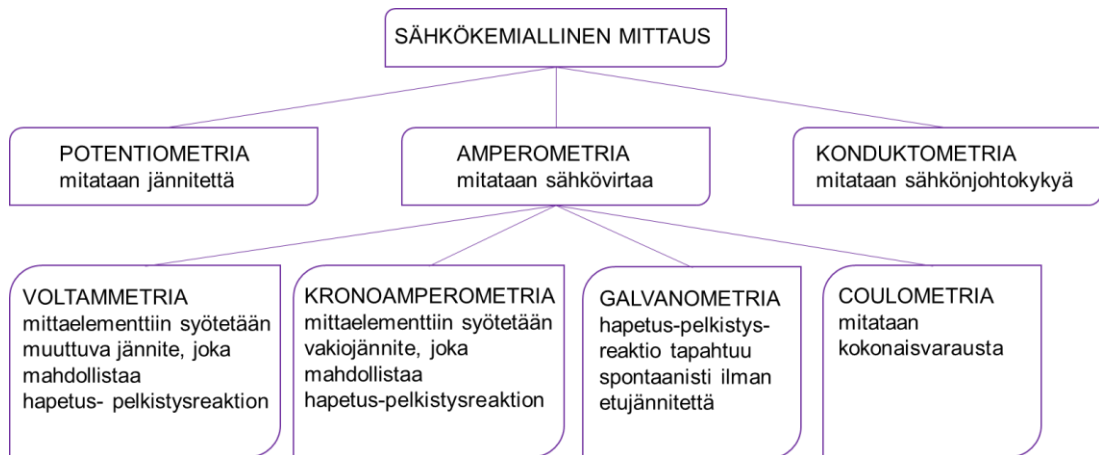 SÄHKÖKEMIALLINEN MITTAUS
POTENTIOMETRIA
mitataan jännitettä
AMPEROMETRIA
mitataan sähkövirtaa
KONDUKTOMETRIA
mitataan sähkönjohtokykyä
VOLTAMMETRIA
mittaelementtiin syötetään
muuttuva jännite, joka
mahdollistaa
hapetus- pelkistysreaktion
KRONOAMPEROMETRIA
mittaelementtiin syötetään
vakiojännite, joka
mahdollistaa
hapetus-pelkistysreaktion
GALVANOMETRIA
hapetus-pelkistys-
reaktio tapahtuu
spontaanisti ilman
etujännitettä
COULOMETRIA
mitataan
kokonaisvarausta